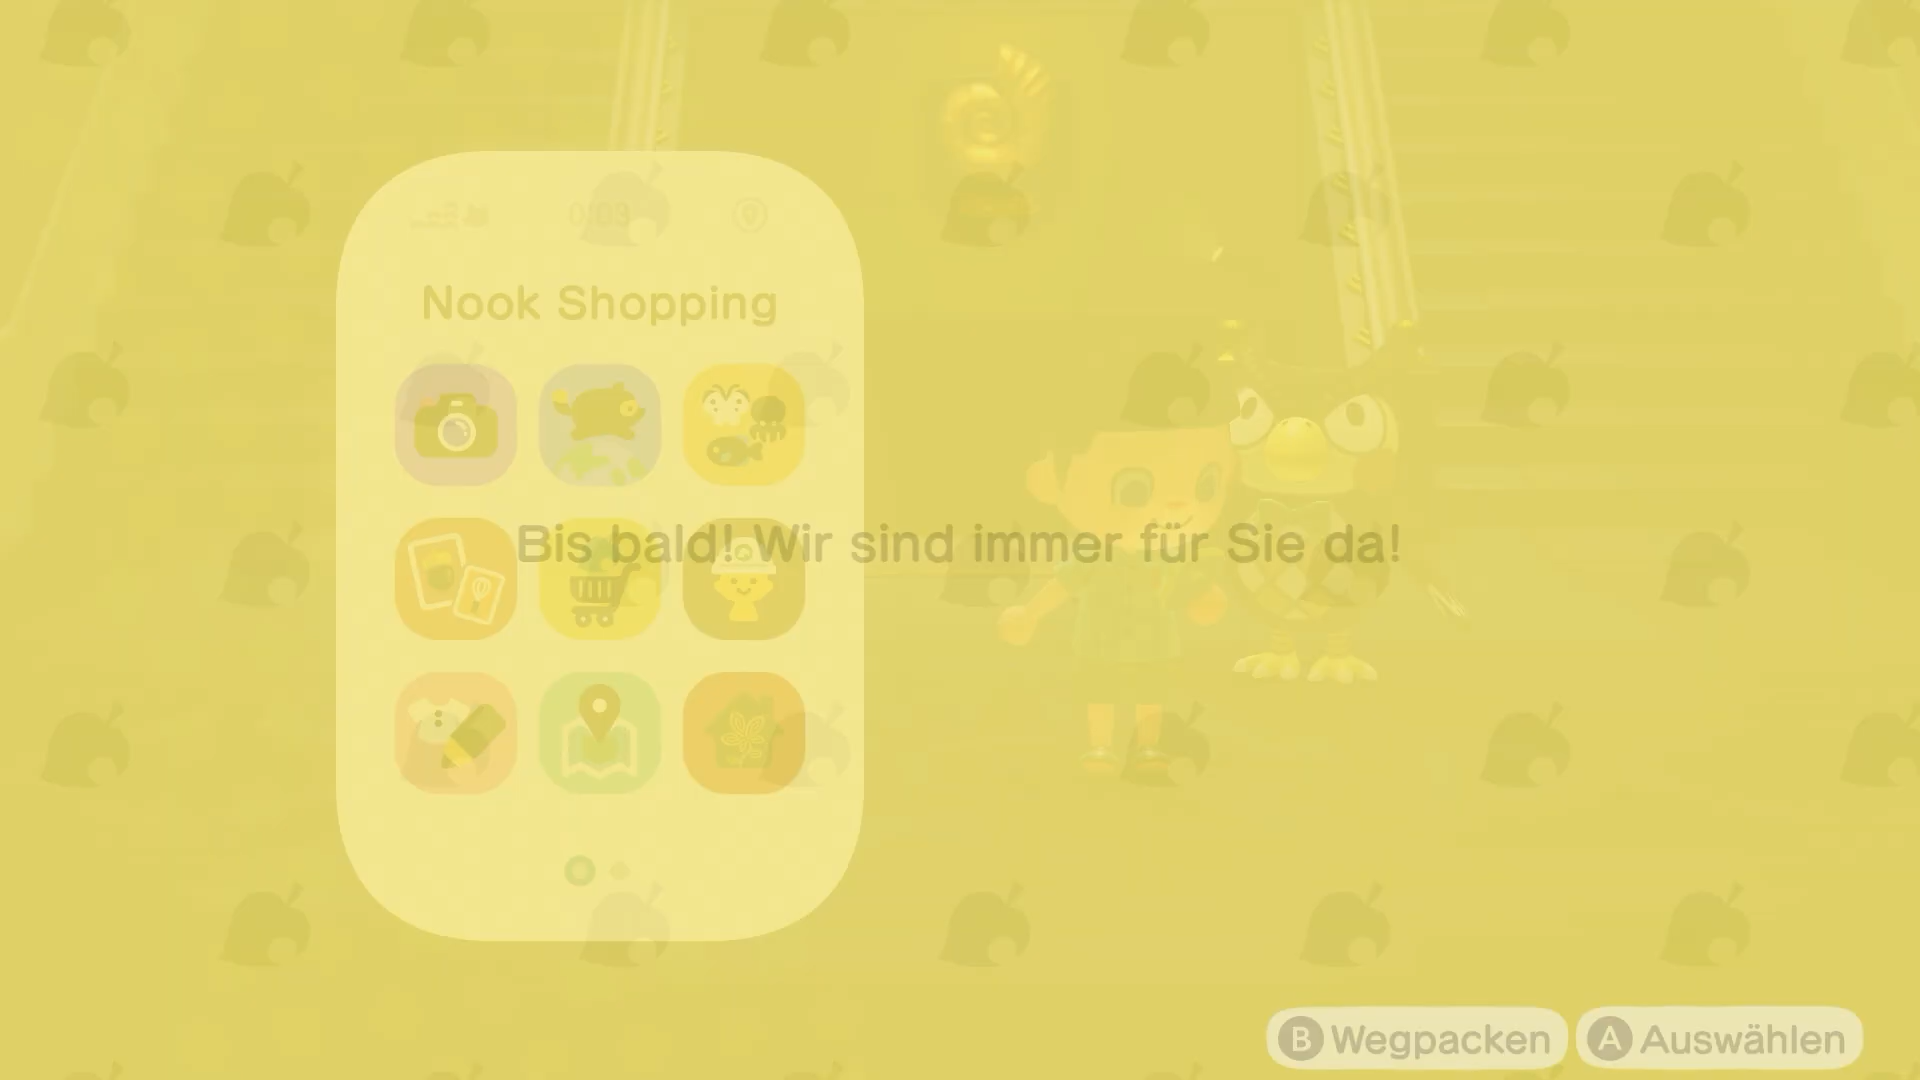 Nook Shopping
Bis bald! Wir sind immer für Sie da!
B Wegpacken
A Auswählen